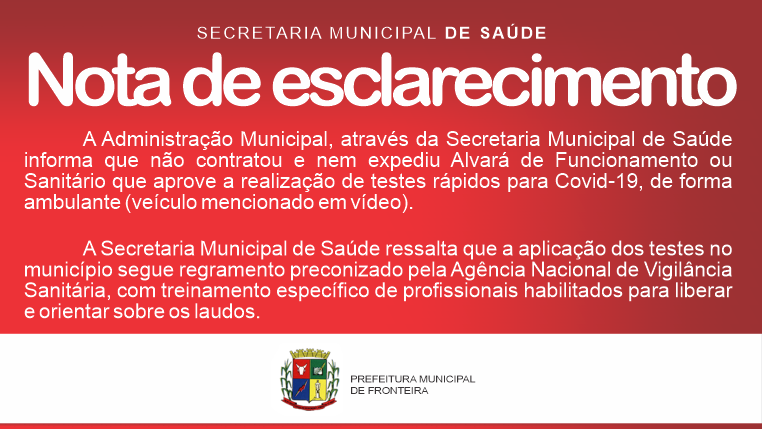 SECRETARIA MUNICIPAL DE SAÚDE
Nota de esclarecimento
A Administração Municipal, através da Secretaria Municipal de Saúde
informa que não contratou e nem expediu Alvará de Funcionamento ou
Sanitário que aprove a realização de testes rápidos para Covid-19, de forma
ambulante (veículo mencionado em vídeo).
A Secretaria Municipal de Saúde ressalta que a aplicação dos testes no
município segue regramento preconizado pela Agência Nacional de Vigilância
Sanitária, com treinamento específico de profissionais habilitados para liberar
e orientar sobre os laudos.
PREFEITURA MUNICIPAL
DE FRONTEIRA